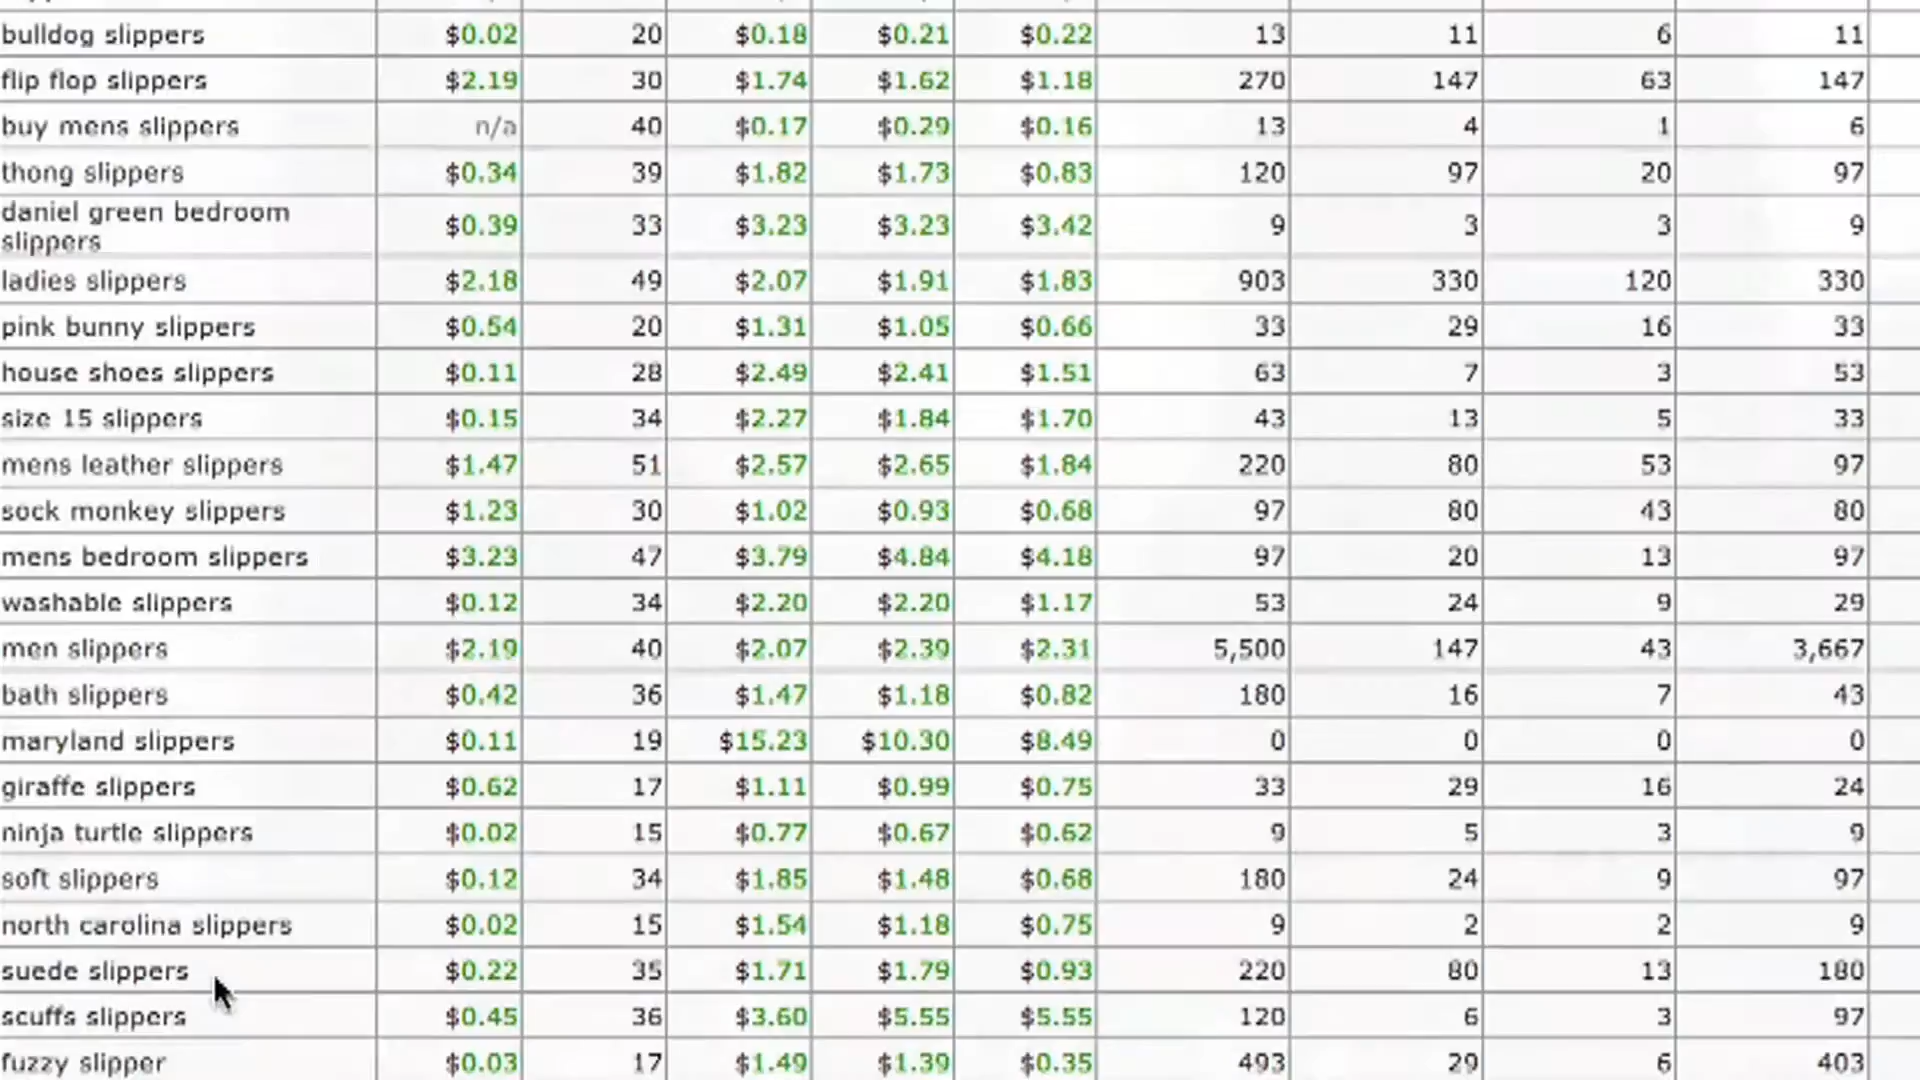 bulldog slippers $0.02 20 $0.18 $0.21 $0.22 13 11 6 11
flip flop slippers $2.19 30 $1.74 $1.62 $1.18 270 147 63 147
buy mens slippers n/a 40 $0.17 $0.29 $0.16 13 4 1 6
thong slippers $0.34 39 $1.82 $1.73 $0.83 120 97 20 97
daniel green bedroom
slippers $0.39 33 $3.23 $3.23 $3.42 9 3 3 9
ladies slippers $2.18 49 $2.07 $1.91 $1.83 903 330 120 330
pink bunny slippers $0.54 20 $1.31 $1.05 $0.66 33 29 16 33
house shoes slippers $0.11 28 $2.49 $2.41 $1.51 63 7 3 53
size 15 slippers $0.15 34 $2.27 $1.84 $1.70 43 13 5 33
mens leather slippers $1.47 51 $2.57 $2.65 $1.84 220 80 53 97
sock monkey slippers $1.23 30 $1.02 $0.93 $0.68 97 80 43 80
mens bedroom slippers $3.23 47 $3.79 $4.84 $4.18 97 20 13 97
washable slippers $0.12 34 $2.20 $2.20 $1.17 53 24 9 29
men slippers $2.19 40 $2.07 $2.39 $2.31 5,500 147 43 3,667
bath slippers $0.42 36 $1.47 $1.18 $0.82 180 16 7 43
maryland slippers $0.11 19 $15.23 $10.30 $8.49 0 0 0 0
giraffe slippers $0.62 17 $1.11 $0.99 $0.75 33 29 16 24
ninja turtle slippers $0.02 15 $0.77 $0.67 $0.62 9 5 3 9
soft slippers $0.12 34 $1.85 $1.48 $0.68 180 24 9 97
north carolina slippers $0.02 15 $1.54 $1.18 $0.75 9 2 2 9
suede slippers $0.22 35 $1.71 $1.79 $0.93 220 80 13 180
scuffs slippers $0.45 36 $3.60 $5.55 $5.55 120 6 3 97
fuzzy slipper $0.03 17 $1.49 $1.39 $0.35 493 29 6 403